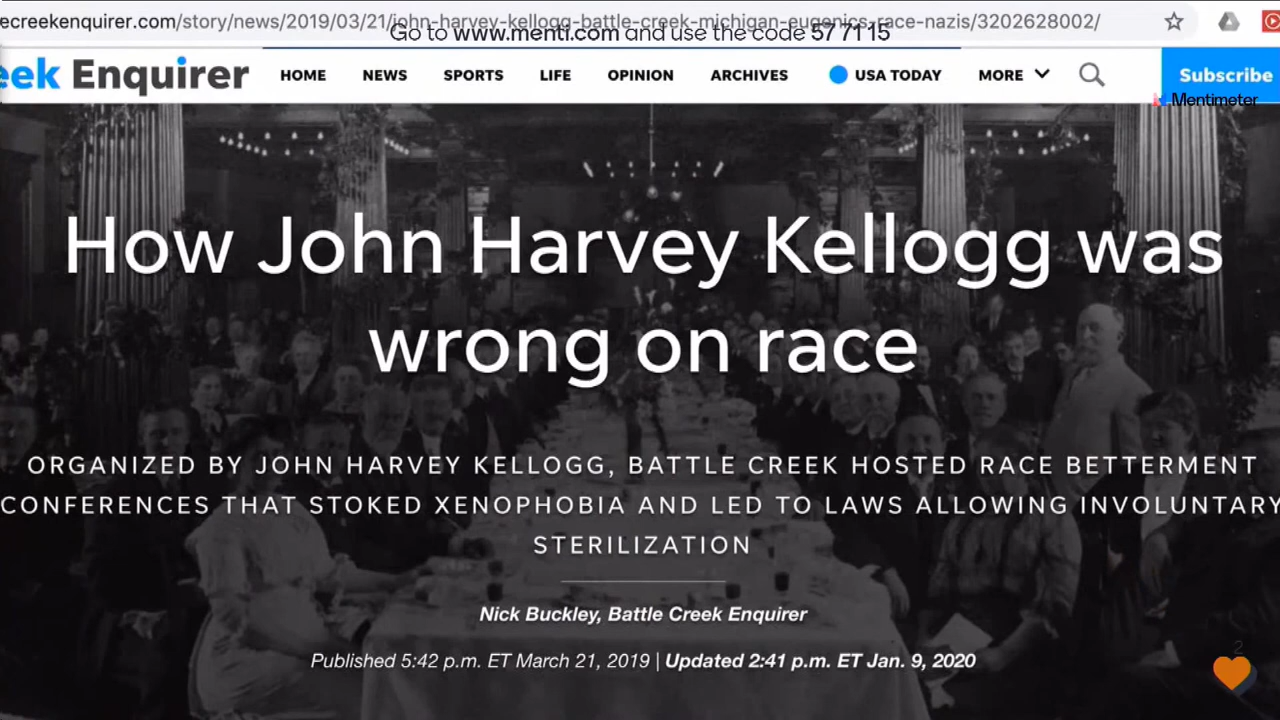 ecreekenquirer.com/story/news/2019/03/21/john-harvey-kellogg-battle-creek-michigan-eugenics-race-nazis/3202628002/
Go to www.menti.com and use the code 57 71 15
eek Enquirer HOME NEWS SPORTS LIFE OPINION ARCHIVES USA TODAY MORE Subscribe
Mentimeter
How John Harvey Kellogg was
wrong on race
ORGANIZED BY JOHN HARVEY KELLOGG, BATTLE CREEK HOSTED RACE BETTERMENT
CONFERENCES THAT STOKED XENOPHOBIA AND LED TO LAWS ALLOWING INVOLUNTARY
STERILIZATION
Nick Buckley, Battle Creek Enquirer
Published 5:42 p.m. ET March 21, 2019 | Updated 2:41 p.m. ET Jan. 9, 2020
2